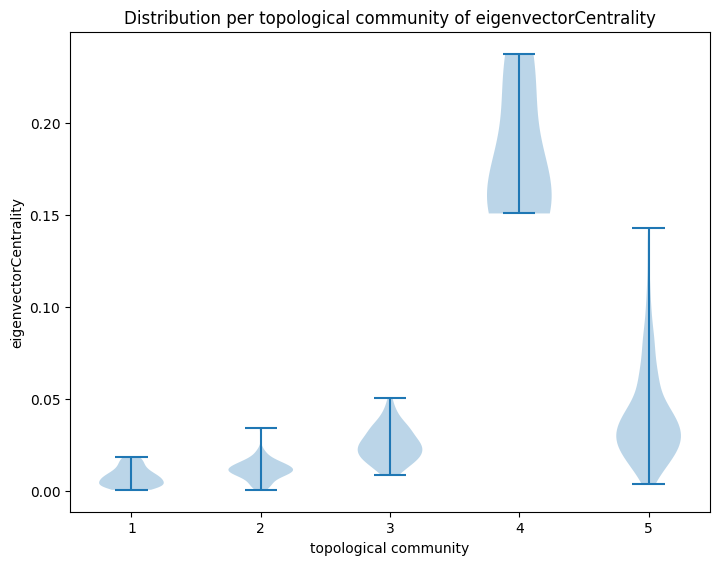 Distribution per topological community of eigenvectorCentrality
eigenvectorCentrality
0.20
0.15
0.10
0.05
0.00
1 2 3 4 5
topological community